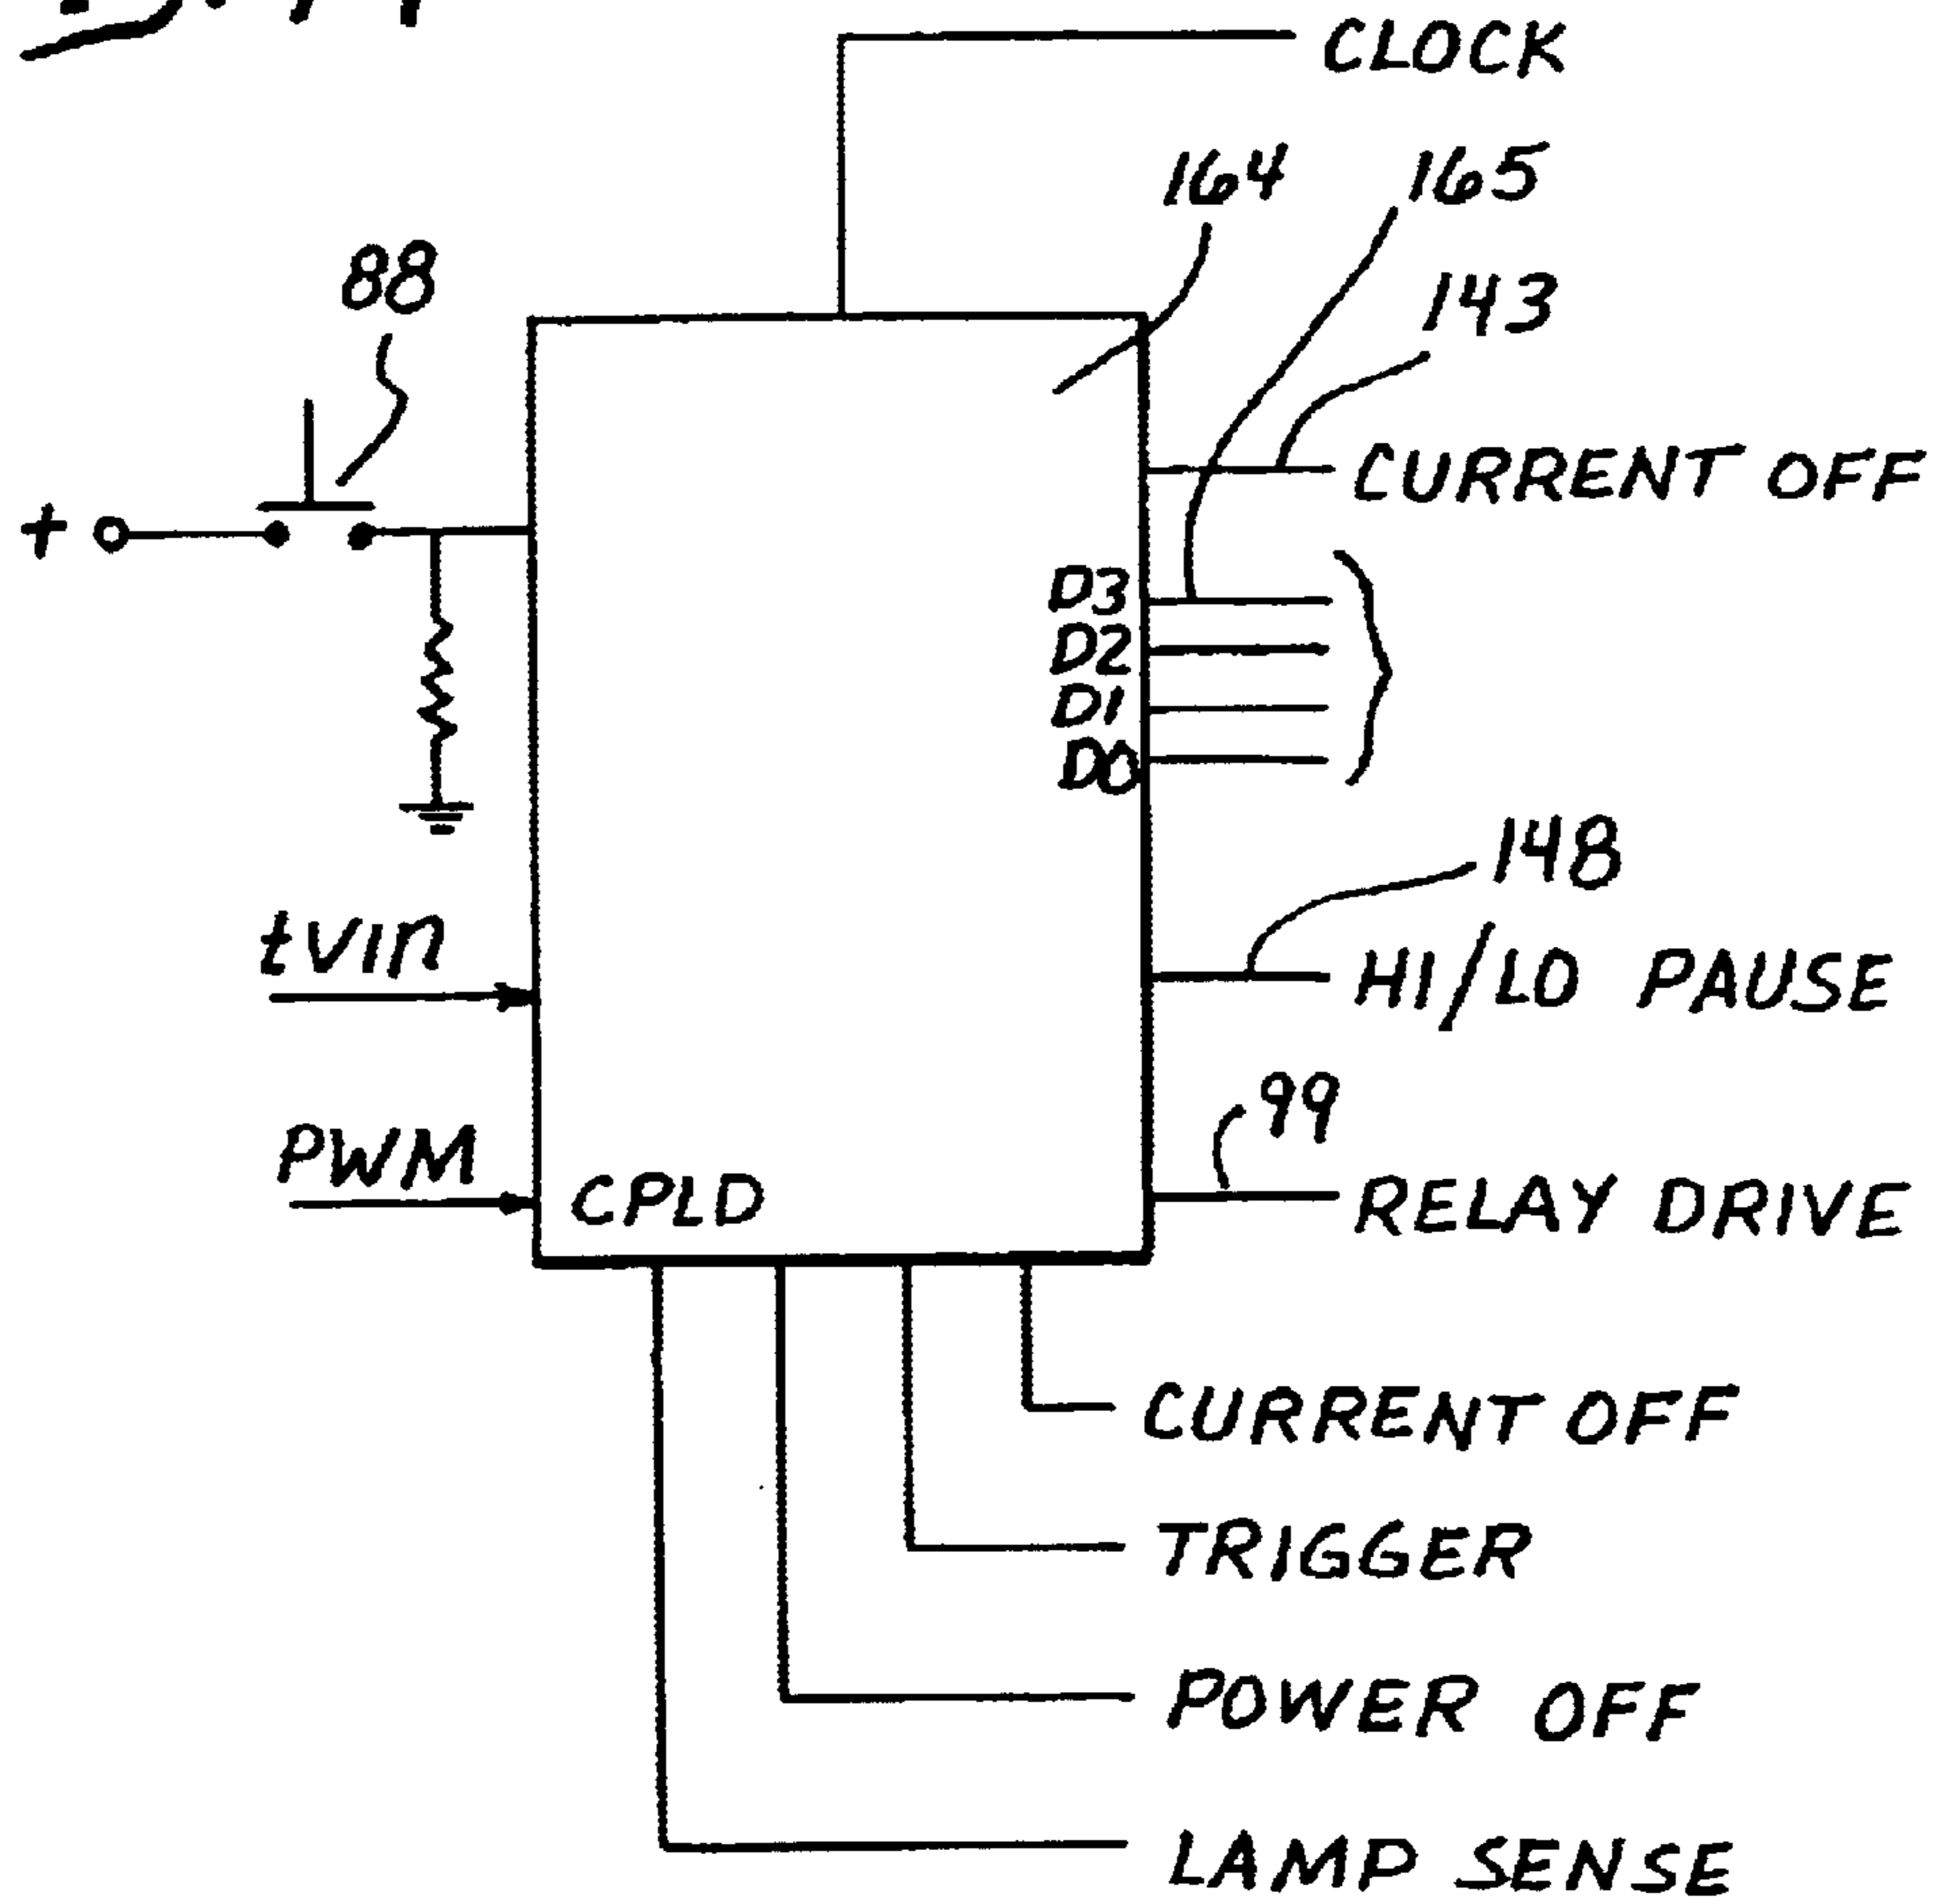 CLOCK
164
165
88
143
CURRENT OFF
+
D3
D2
D1
D0
148
tVIn
HI/LO PAUSE
99
PWM
CPLD
RELAY DRIVE
CURRENT OFF
TRIGGER
POWER OFF
LAMP SENSE